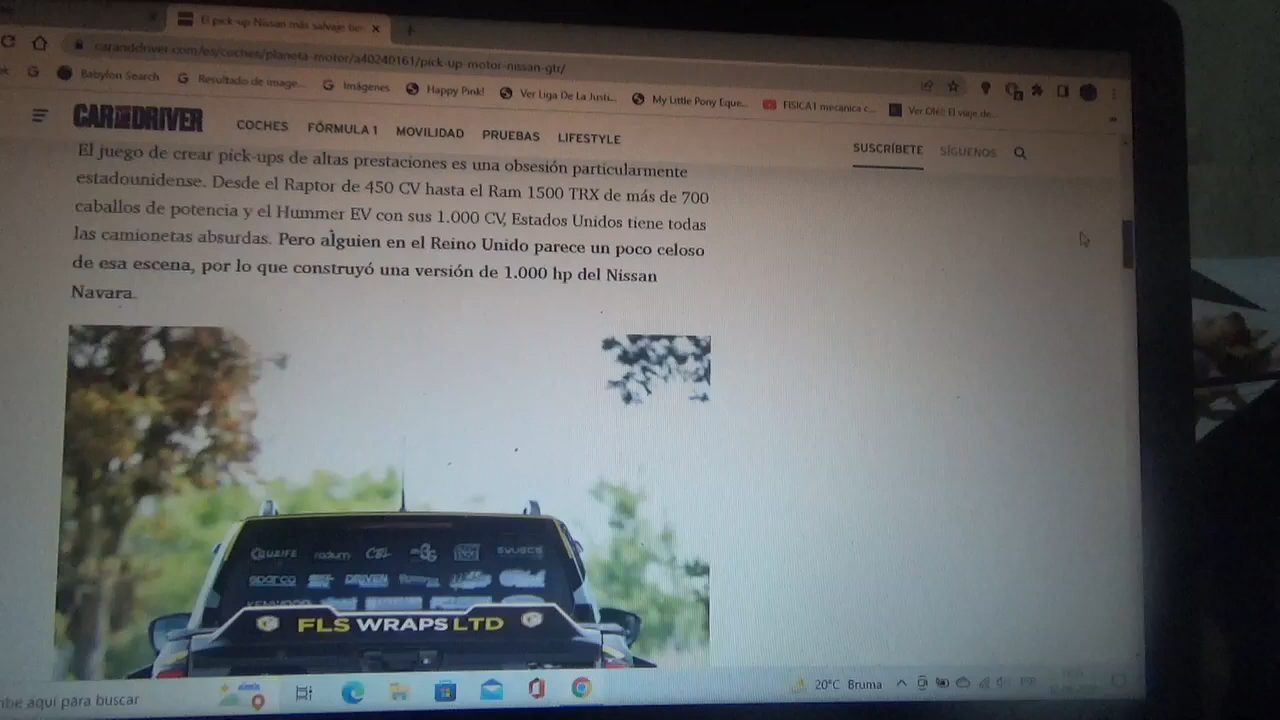 El pick-up Nissan más salvaje tie
caranddriver.com/es/coches/planeta-motor/a40240161/pick-up-motor-nissan-gtr/
Babylon Search
Resultado de image...
Imágenes
Happy Pink!
Ver Liga De La Justi...
My Little Pony Eque...
FISICA1 mecanica c...
Ver Olé! El viaje de...
CAR AND DRIVER
COCHES FÓRMULA 1 MOVILIDAD PRUEBAS LIFESTYLE
SUSCRÍBETE SÍGUENOS
El juego de crear pick-ups de altas prestaciones es una obsesión particularmente
estadounidense. Desde el Raptor de 450 CV hasta el Ram 1500 TRX de más de 700
caballos de potencia y el Hummer EV con sus 1.000 CV, Estados Unidos tiene todas
las camionetas absurdas. Pero alguien en el Reino Unido parece un poco celoso
de esa escena, por lo que construyó una versión de 1.000 hp del Nissan
Navara.
radium
sparco DRIVEN
KENWOOD
FLS WRAPS LTD
aquí para buscar
20°C Bruma
ESP